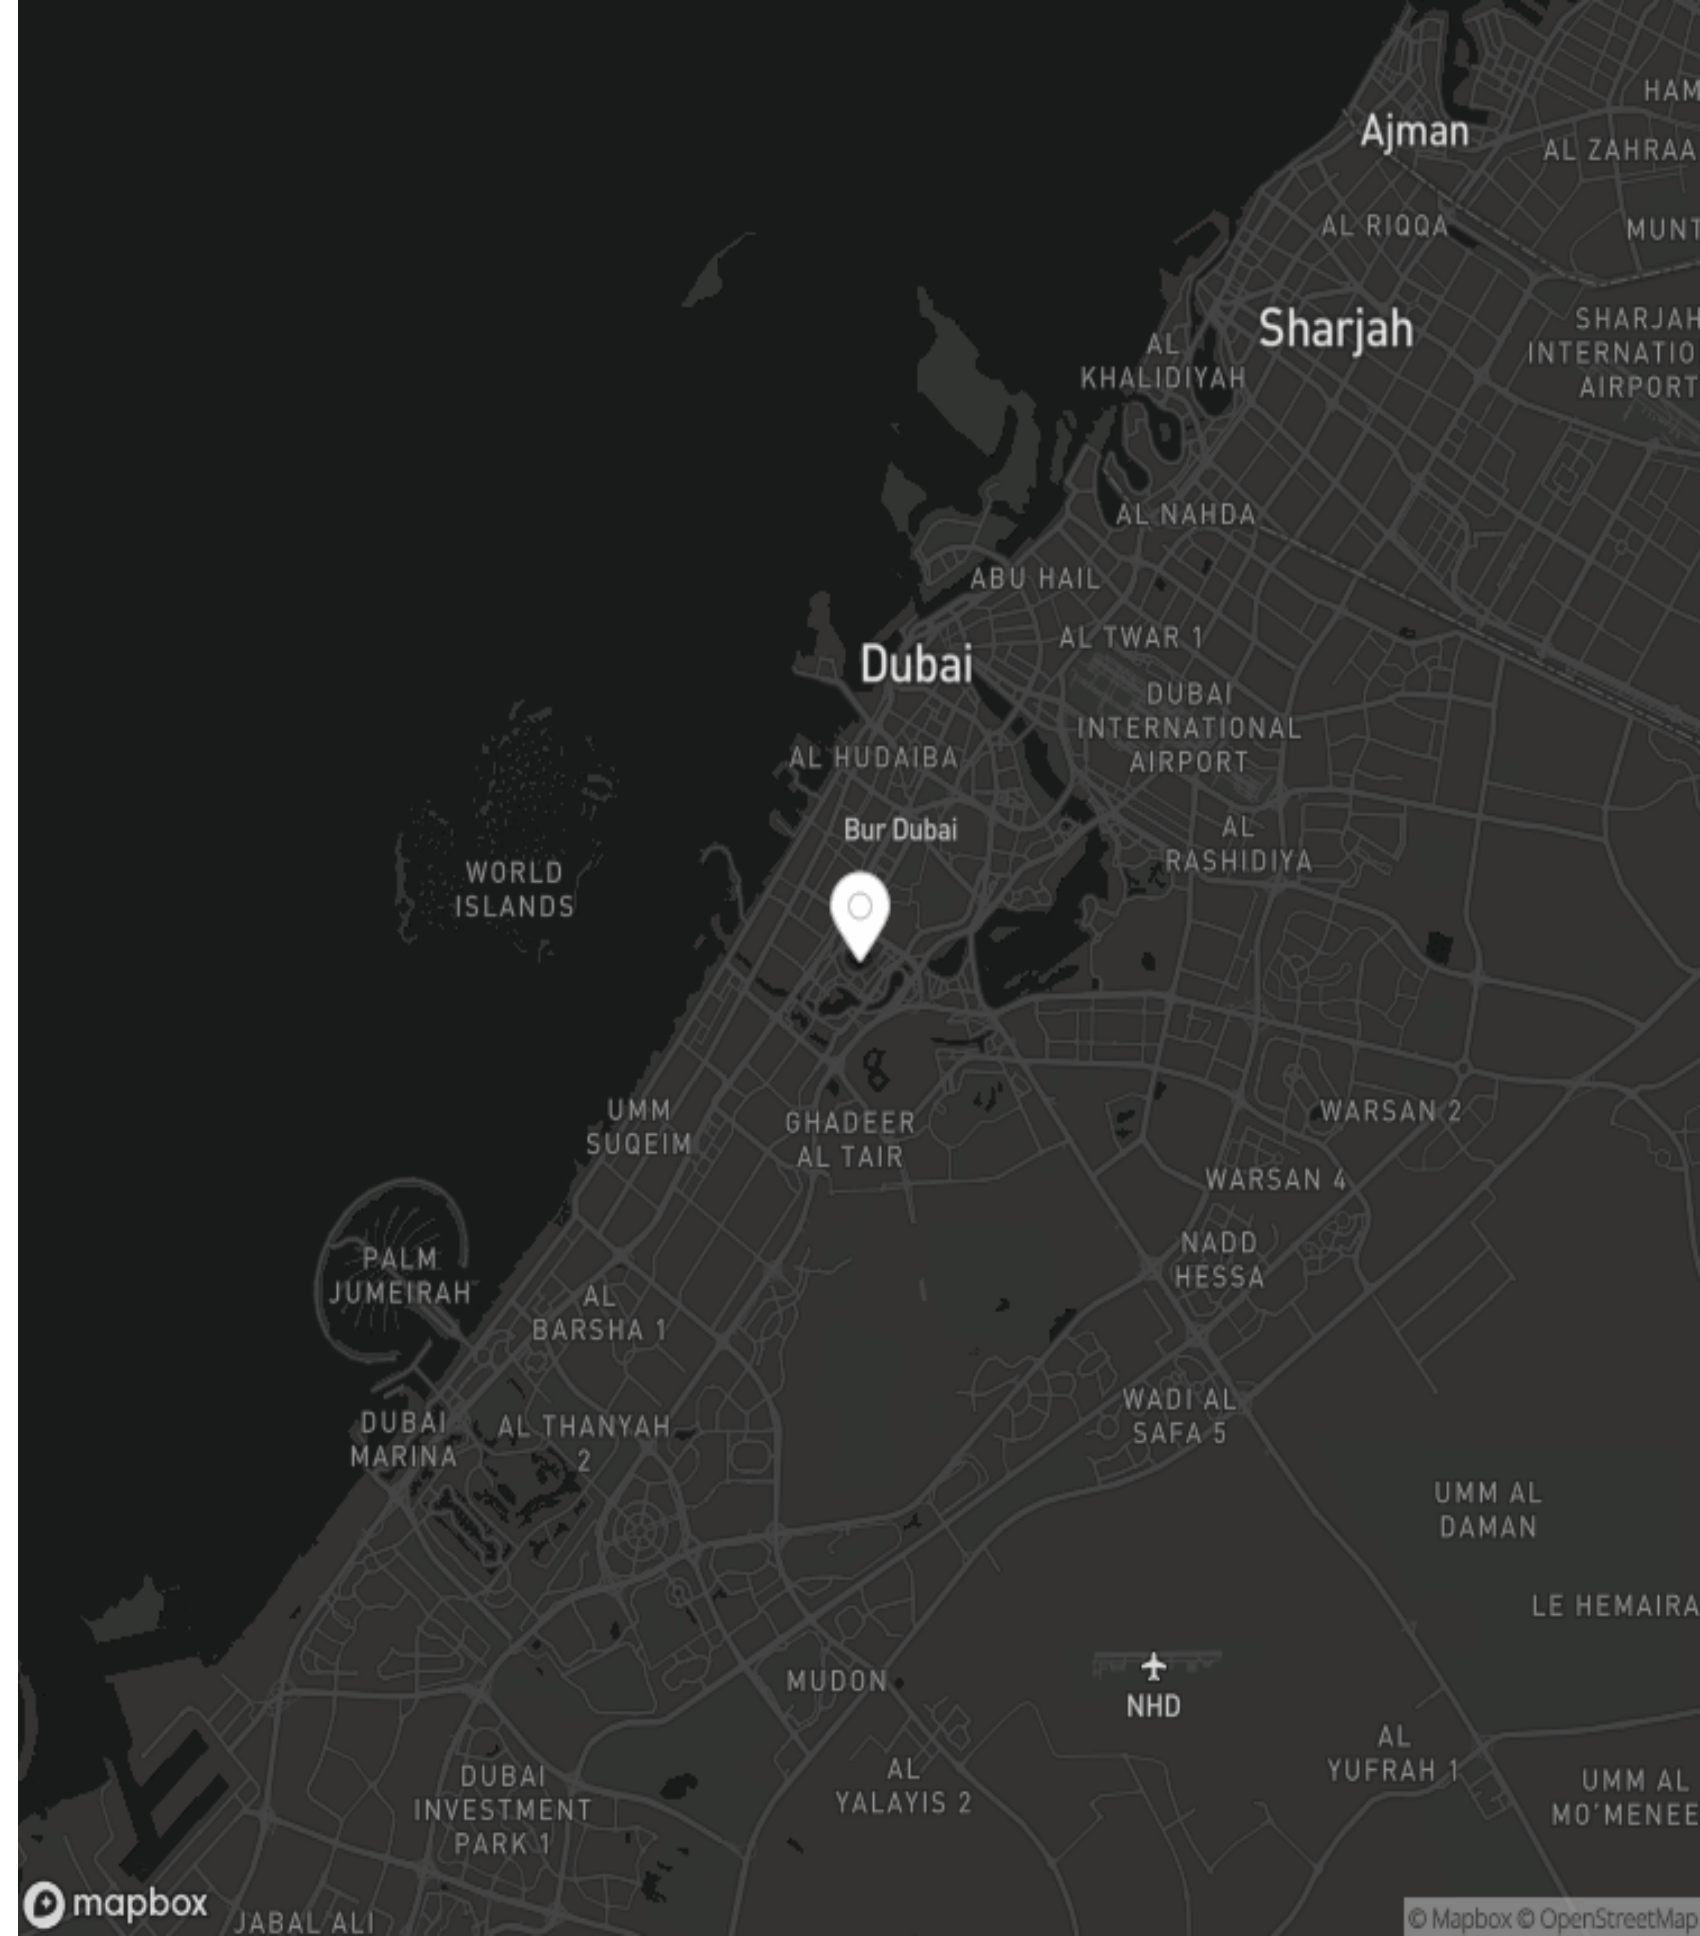 HAM
Ajman
AL ZAHRAA
AL RIQQA
MUNT
SHARJAH
INTERNATIO
AIRPORT
Sharjah
AL
KHALIDIYAH
AL NAHDA
ABU HAIL
AL TWAR 1
Dubai
DUBAI
INTERNATIONAL
AIRPORT
AL HUDAIBA
Bur Dubai
AL
RASHIDIYA
WORLD
ISLANDS
UMM
SUQEIM
GHADEER
AL TAIR
WARSAN 2
WARSAN 4
NADD
HESSA
PALM
JUMEIRAH
AL
BARSHA 1
WADI AL
SAFA 5
DUBAI
MARINA
AL THANYAH
2
UMM AL
DAMAN
LE HEMAIRA
MUDON
NHD
AL
YUFRAH 1
AL
YALAYIS 2
UMM AL
MO'MENEE
DUBAI
INVESTMENT
PARK 1
mapbox
JABAL ALI
© Mapbox © OpenStreetMap